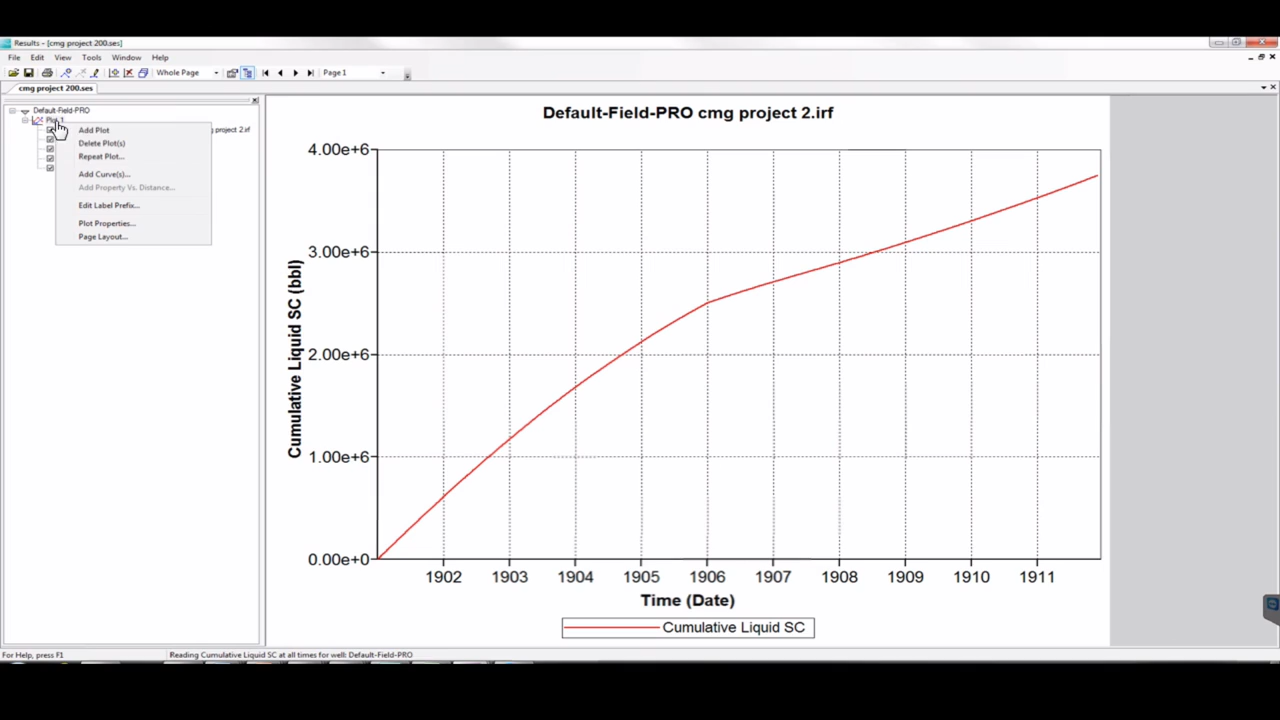 Results - [cmg project 200.ses]
File Edit View Tools Window Help
Whole Page Page 1
cmg project 200.ses
Default-Field-PRO
Plot 1
g project 2.irf
Add Plot
Delete Plot(s)
Repeat Plot...
Add Curve(s)...
Add Property Vs. Distance...
Edit Label Prefix...
Plot Properties...
Page Layout...
Default-Field-PRO cmg project 2.irf
Cumulative Liquid SC (bbl)
4.00e+6
3.00e+6
2.00e+6
1.00e+6
0.00e+0
1902 1903 1904 1905 1906 1907 1908 1909 1910 1911
Time (Date)
Cumulative Liquid SC
For Help, press F1 Reading Cumulative Liquid SC at all times for well: Default-Field-PRO